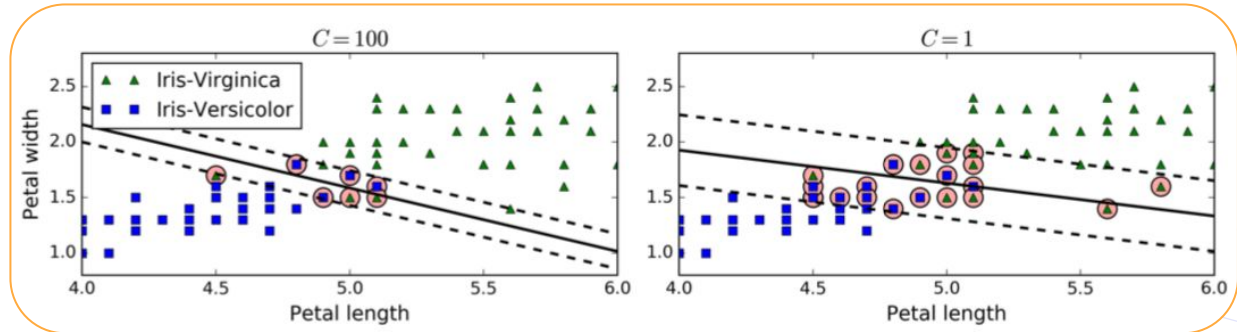 C = 100
Iris-Virginica
Iris-Versicolor
Petal width
2.5
2.0
1.5
1.0
4.0 4.5 5.0 5.5 6.0
Petal length
C = 1
2.5
2.0
1.5
1.0
4.0 4.5 5.0 5.5 6.0
Petal length